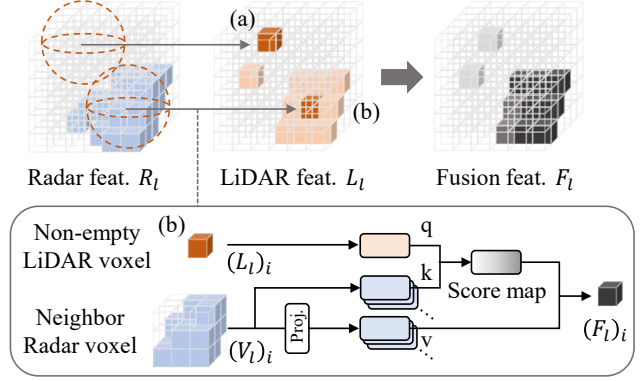 (a)
(b)
Radar feat. R_l
LiDAR feat. L_l
Fusion feat. F_l
(b)
Non-empty
LiDAR voxel
(L_l)_i
q
k
Score map
(F_l)_i
Neighbor
Radar voxel
(V_l)_i
Proj.
v